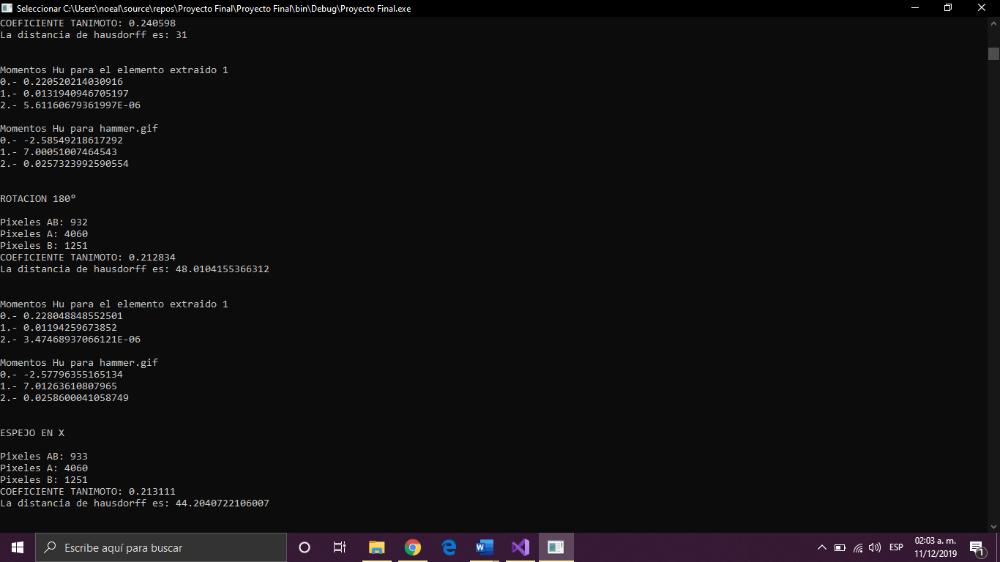 Seleccionar C:\Users\noeal\source\repos\Proyecto Final\Proyecto Final\bin\Debug\Proyecto Final.exe
COEFICIENTE TANIMOTO: 0.240598
La distancia de hausdorff es: 31
Momentos Hu para el elemento extraido 1
0.- 0.220520214030916
1.- 0.0131940946705197
2.- 5.61160679361997E-06
Momentos Hu para hammer.gif
0.- -2.58549218617292
1.- 7.00051007464543
2.- 0.0257323992590554
ROTACION 180º
Pixeles AB: 932
Pixeles A: 4060
Pixeles B: 1251
COEFICIENTE TANIMOTO: 0.212834
La distancia de hausdorff es: 48.0104155366312
Momentos Hu para el elemento extraido 1
0.- 0.228048848552501
1.- 0.01194259673852
2.- 3.47468937066121E-06
Momentos Hu para hammer.gif
0.- -2.57796355165134
1.- 7.01263610807965
2.- 0.0258600041058749
ESPEJO EN X
Pixeles AB: 933
Pixeles A: 4060
Pixeles B: 1251
COEFICIENTE TANIMOTO: 0.213111
La distancia de hausdorff es: 44.2040722106007
Escribe aquí para buscar
ESP
02:03 a. m.
11/12/2019
1